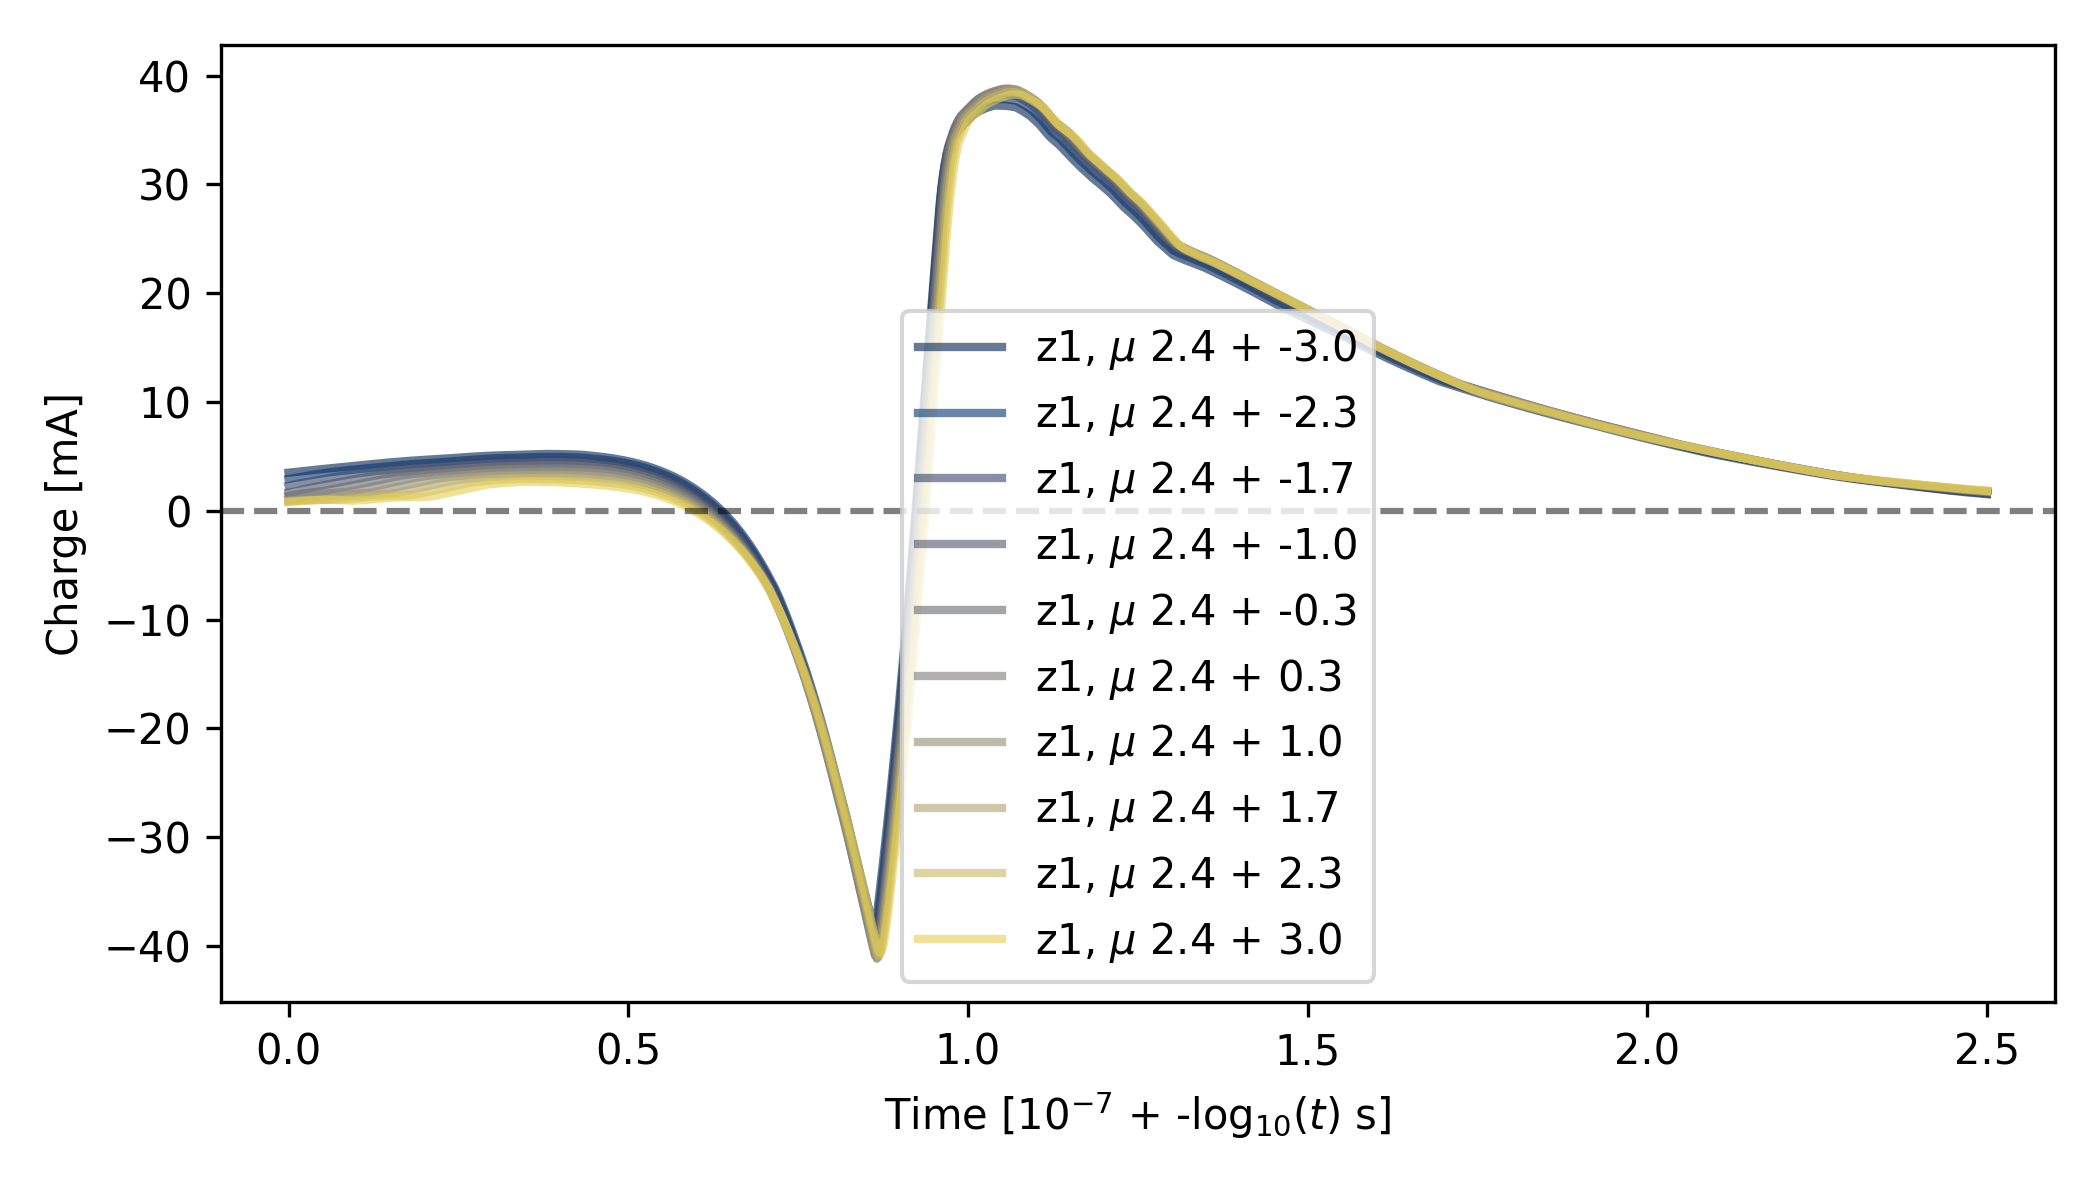 40
30
20
10
0
−10
−20
−30
−40
Charge [mA]
z1, μ 2.4 + -3.0
z1, μ 2.4 + -2.3
z1, μ 2.4 + -1.7
z1, μ 2.4 + -1.0
z1, μ 2.4 + -0.3
z1, μ 2.4 + 0.3
z1, μ 2.4 + 1.0
z1, μ 2.4 + 1.7
z1, μ 2.4 + 2.3
z1, μ 2.4 + 3.0
0.0 0.5 1.0 1.5 2.0 2.5
Time [10⁻⁷ + -log₁₀(t) s]